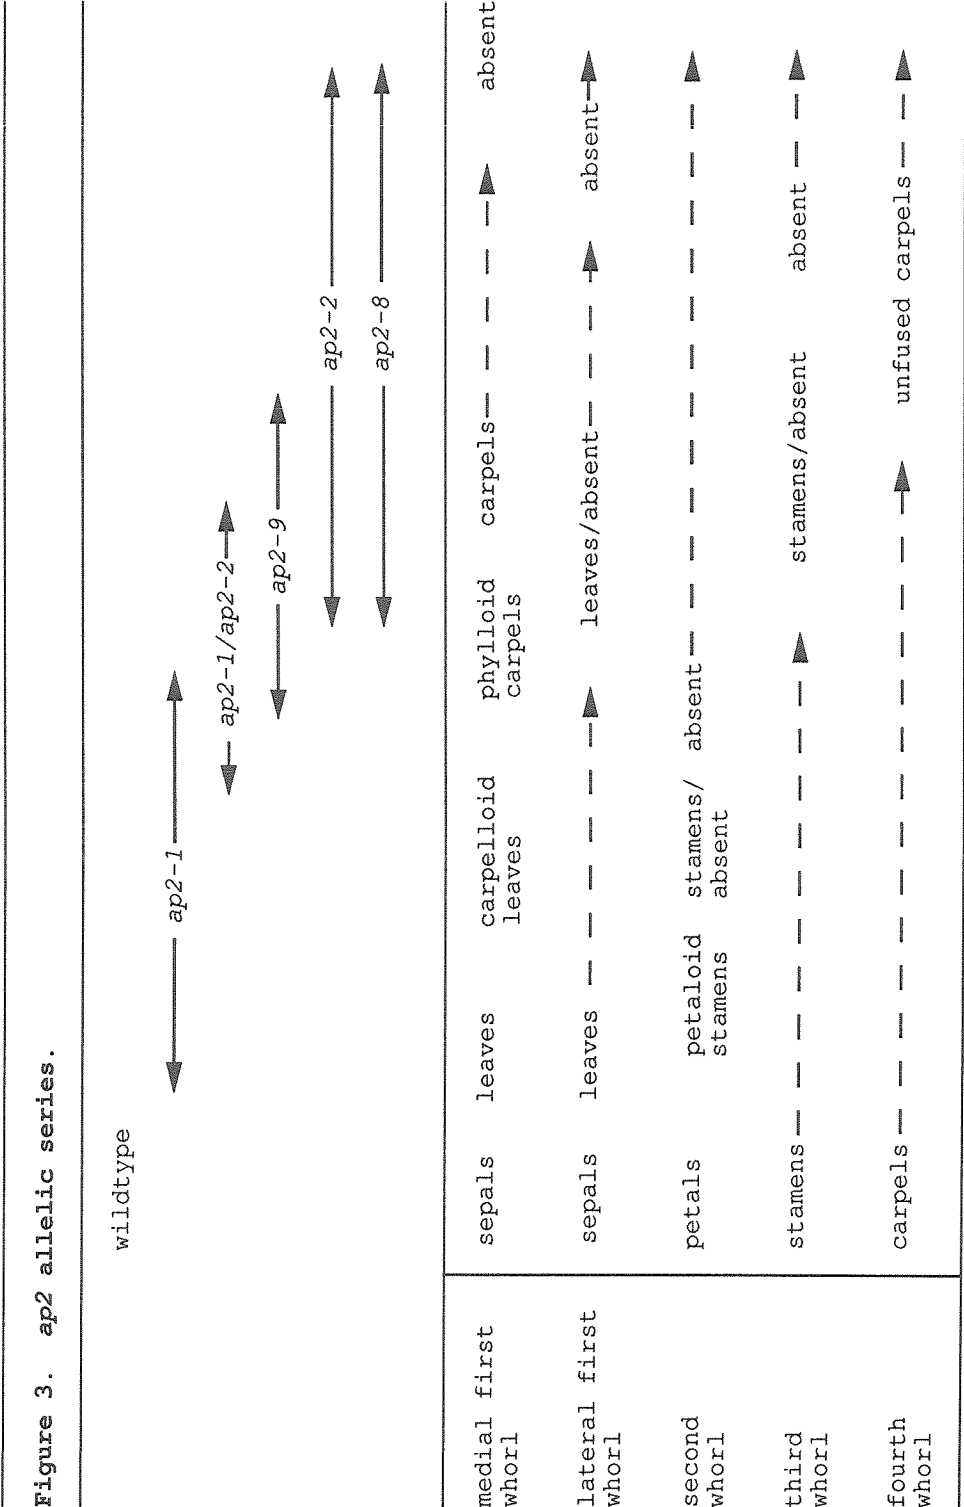 Figure 3. ap2 allelic series.
wildtype
ap2-1
ap2-1/ap2-2
ap2-9
ap2-2
ap2-8
medial first sepals leaves carpelloid phylloid carpels absent
whorl leaves carpels
lateral first sepals leaves leaves/absent absent
whorl
second petals petaloid stamens/ absent
whorl stamens absent
third stamens stamens/absent absent
whorl
fourth carpels unfused carpels
whorl